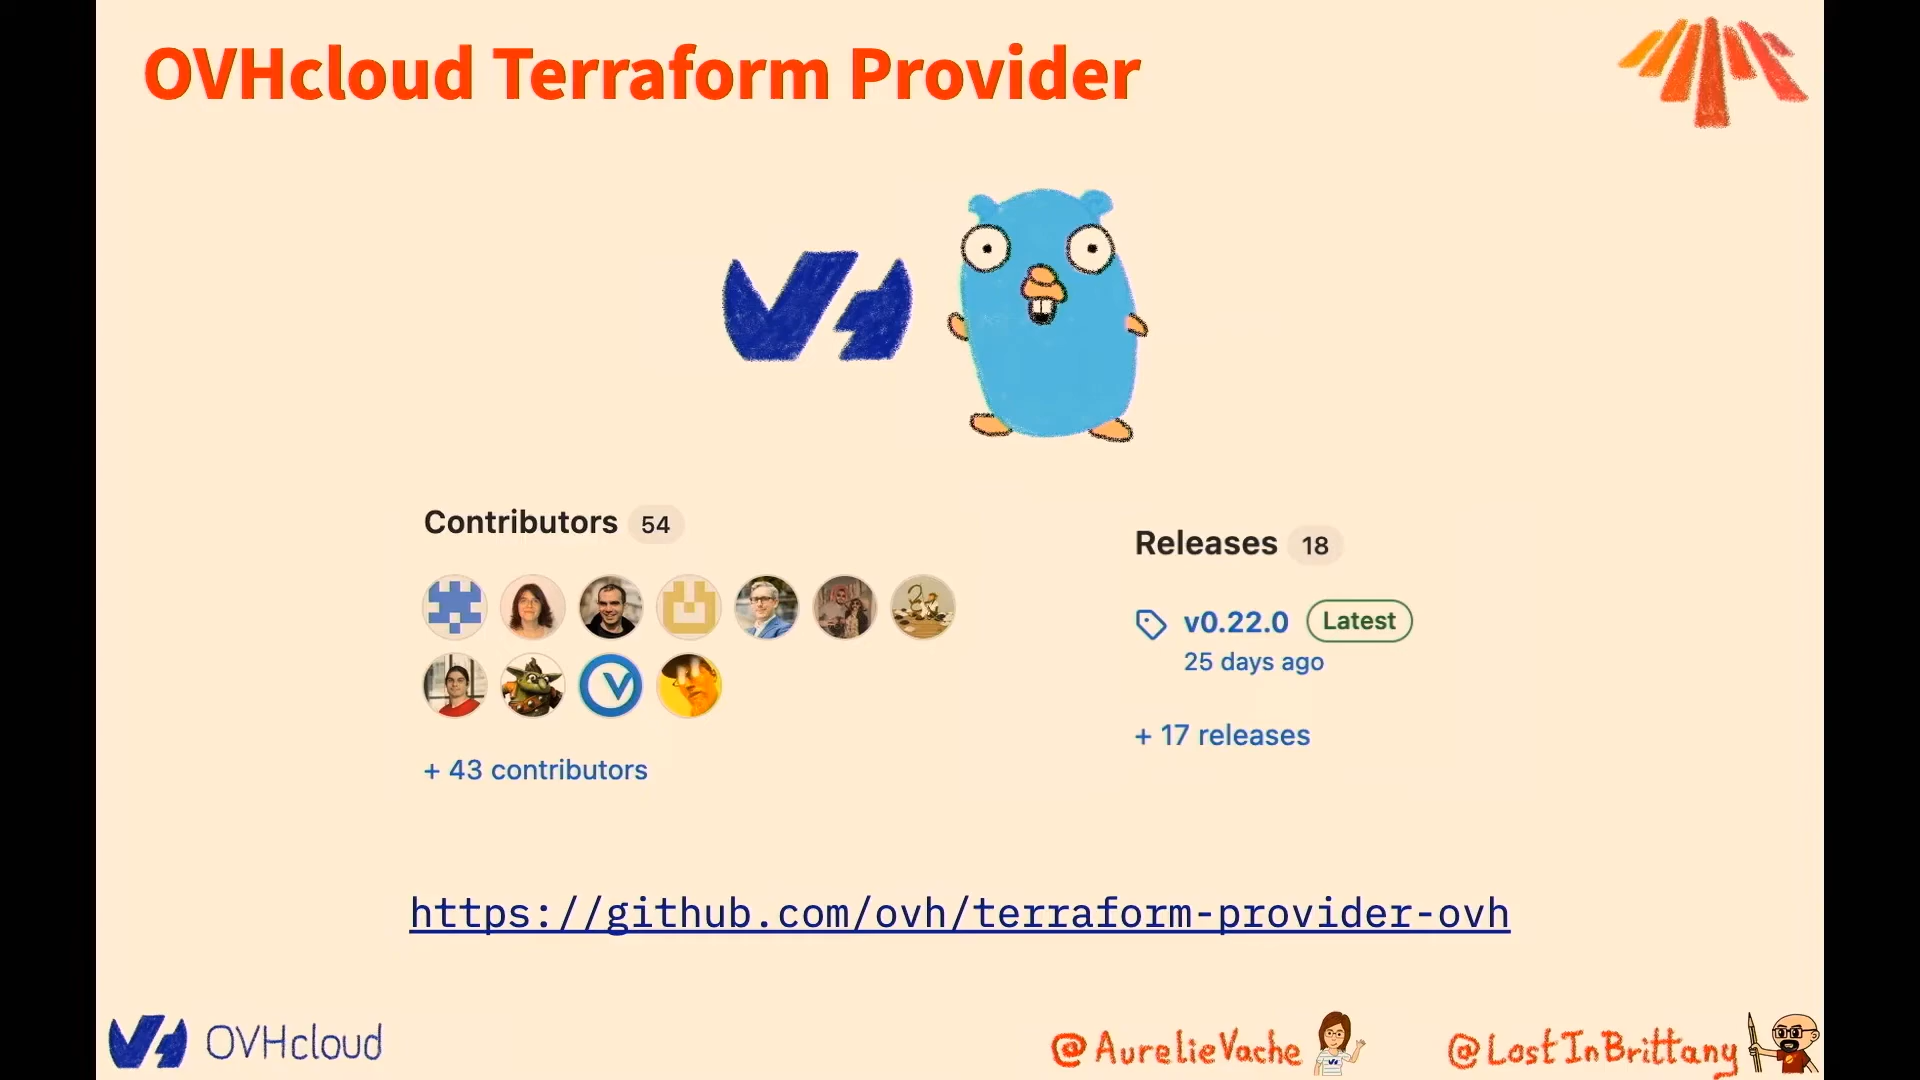 OVHcloud Terraform Provider
Contributors 54
+ 43 contributors
Releases 18
v0.22.0 Latest
25 days ago
+ 17 releases
https://github.com/ovh/terraform-provider-ovh
OVHcloud
@AurelieVache
@LostInBrittany